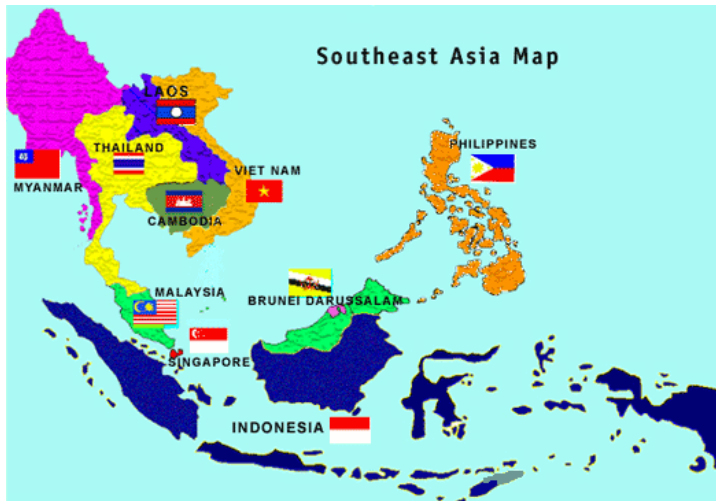 Southeast Asia Map
LAOS
THAILAND
PHILIPPINES
VIET NAM
MYANMAR
CAMBODIA
MALAYSIA
BRUNEI DARUSSALAM
SINGAPORE
INDONESIA